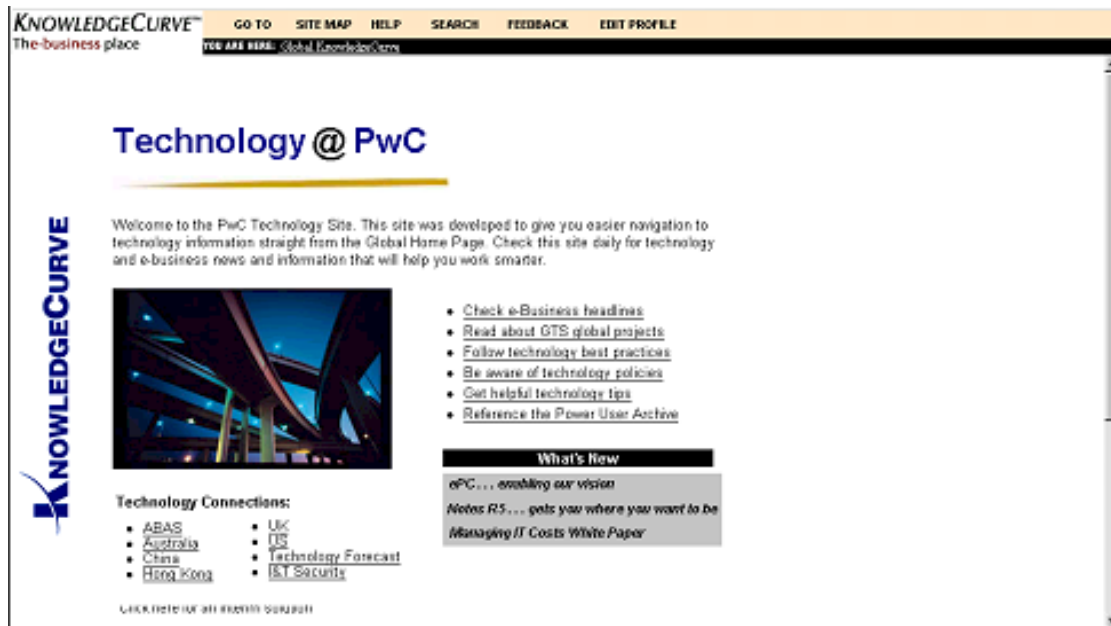 KNOWLEDGECURVE
GO TO SITE MAP HELP SEARCH FEEDBACK EDIT PROFILE
The-business place
YOU ARE HERE: Global KnowledgeCurve
Technology @ PwC
KNOWLEDGECURVE
Welcome to the PwC Technology Site. This site was developed to give you easier navigation to
technology information straight from the Global Home Page. Check this site daily for technology
and e-business news and information that will help you work smarter.
• Check e-Business headlines
• Read about GTS global projects
• Follow technology best practices
• Be aware of technology policies
• Get helpful technology tips
• Reference the Power User Archive
What's New
ePC... enabling our vision
Notes R5... gets you where you want to be
Managing IT Costs White Paper
Technology Connections:
• ABAS
• Australia
• China
• Hong Kong
• UK
• US
• Technology Forecast
• I&T Security
Click here for an interim solution